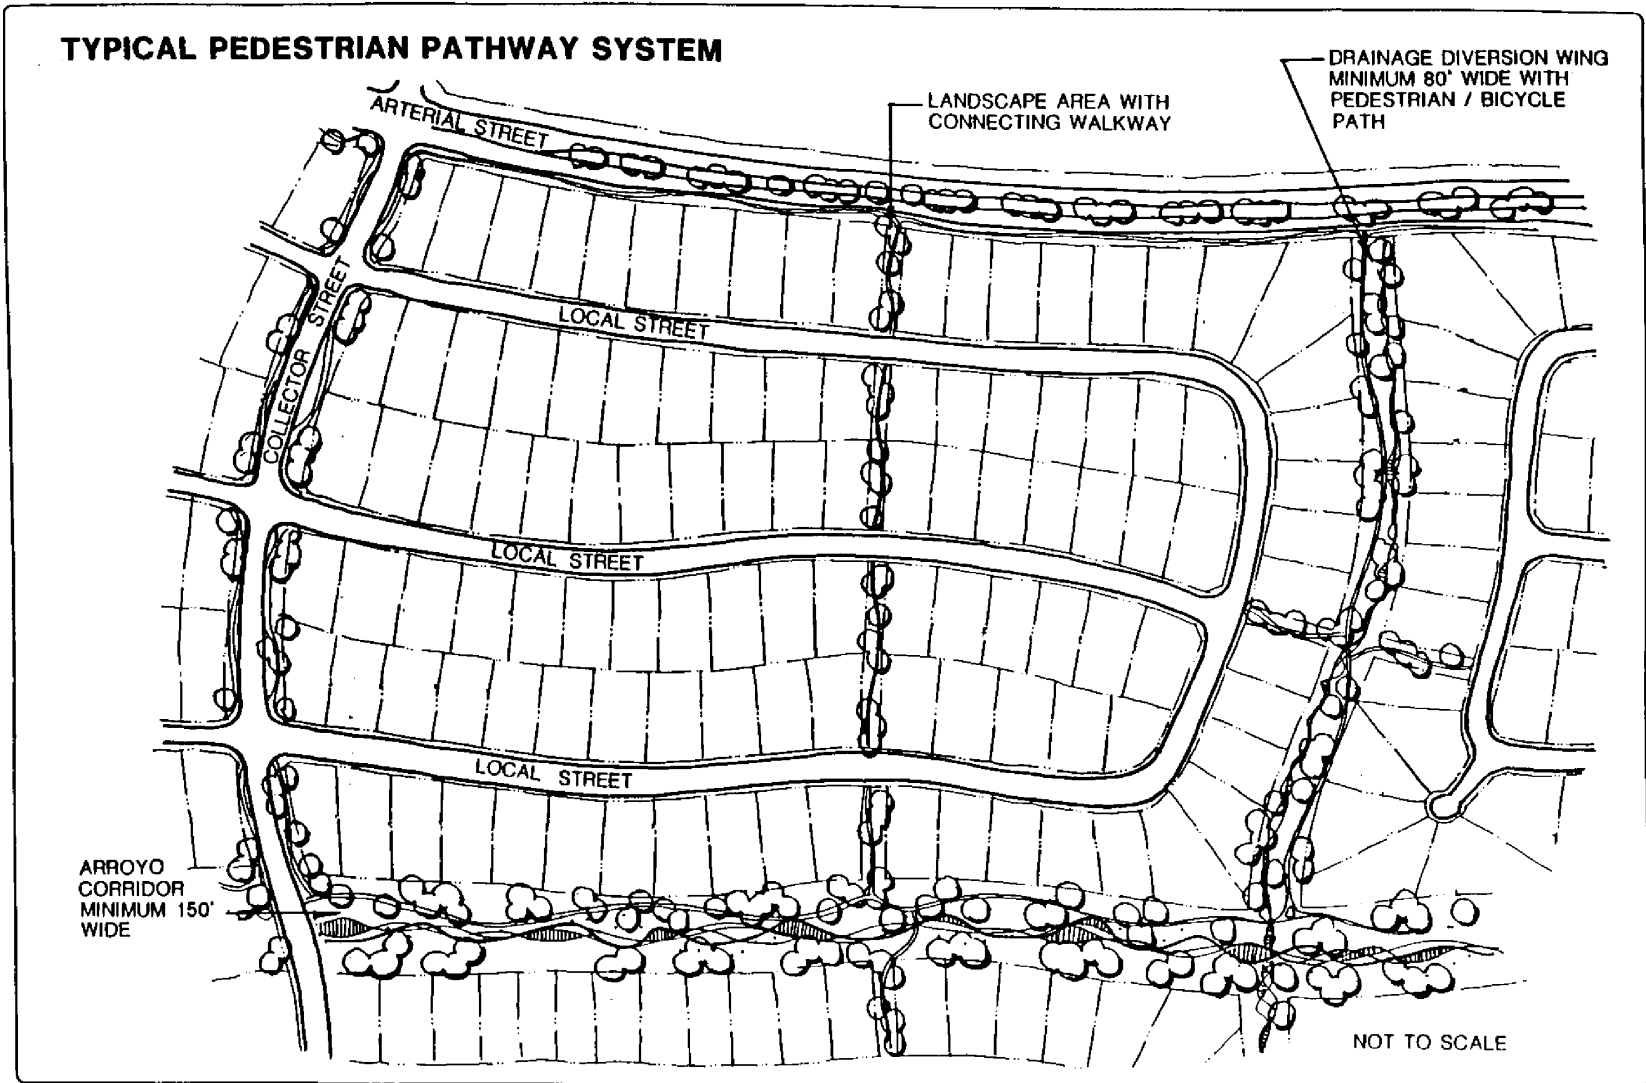 TYPICAL PEDESTRIAN PATHWAY SYSTEM
DRAINAGE DIVERSION WING
MINIMUM 80' WIDE WITH
PEDESTRIAN / BICYCLE
PATH
LANDSCAPE AREA WITH
CONNECTING WALKWAY
ARTERIAL STREET
COLLECTOR STREET
LOCAL STREET
LOCAL STREET
LOCAL STREET
ARROYO
CORRIDOR
MINIMUM 150'
WIDE
NOT TO SCALE